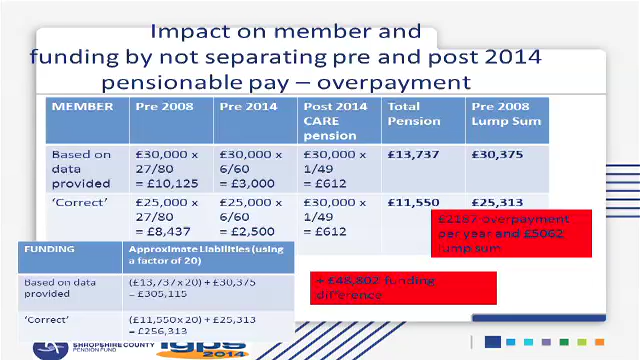 Impact on member and
funding by not separating pre and post 2014
pensionable pay – overpayment
MEMBER Pre 2008 Pre 2014 Post 2014 CARE pension Total Pension Pre 2008 Lump Sum
Based on data provided £30,000 x 27/80 = £10,125 £30,000 x 6/60 = £3,000 £30,000 x 1/49 = £612 £13,737 £30,375
'Correct' £25,000 x 27/80 = £8,437 £25,000 x 6/60 = £2,500 £30,000 x 1/49 = £612 £11,550 £25,313
£2187 overpayment
per year and £5062
lump sum
FUNDING Approximate Liabilities (using a factor of 20)
Based on data provided (£13,737 x 20) + £30,375 = £305,115
'Correct' (£11,550 x 20) + £25,313 = £256,313
+ £48,802 funding
difference
SHROPSHIRE COUNTY
PENSION FUND
lgps
2014